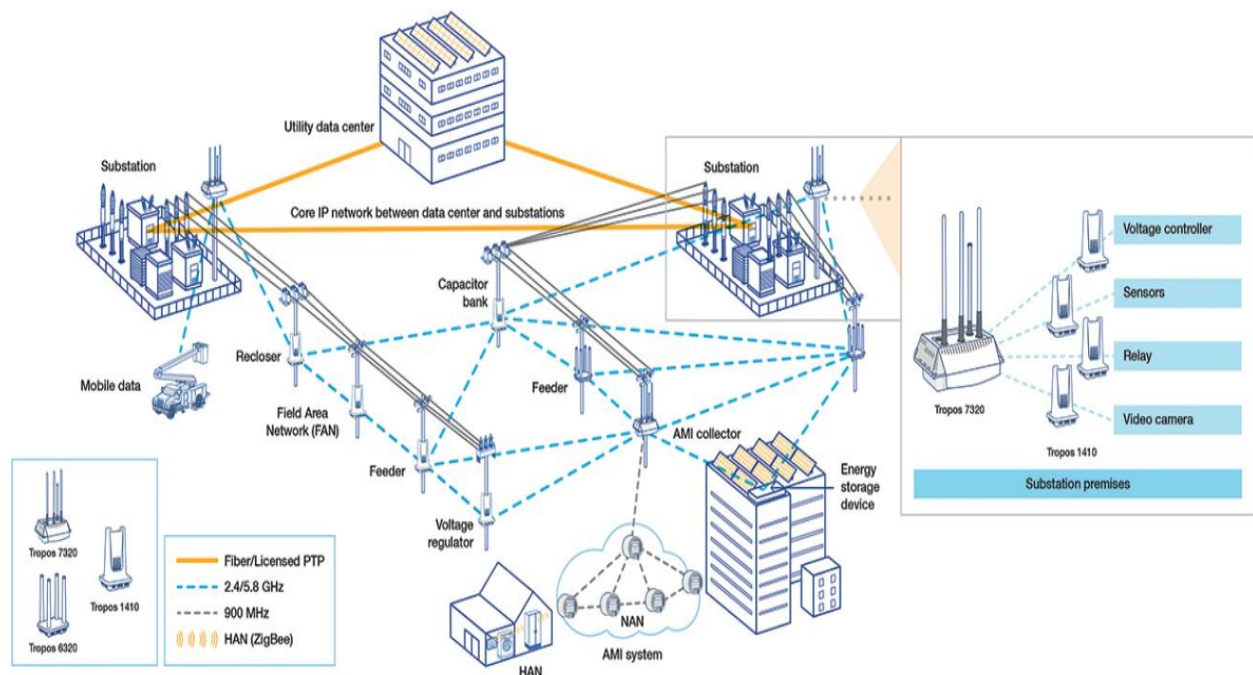 Utility data center
Substation
Substation
Core IP network between data center and substations
Capacitor
bank
Recloser
Mobile data
Feeder
Field Area
Network (FAN)
AMI collector
Feeder
Energy
storage
device
Voltage
regulator
NAN
AMI system
HAN
Voltage controller
Sensors
Relay
Video camera
Tropos 7320
Tropos 1410
Substation premises
Tropos 7320
Tropos 1410
Tropos 6320
Fiber/Licensed PTP
2.4/5.8 GHz
900 MHz
HAN (ZigBee)